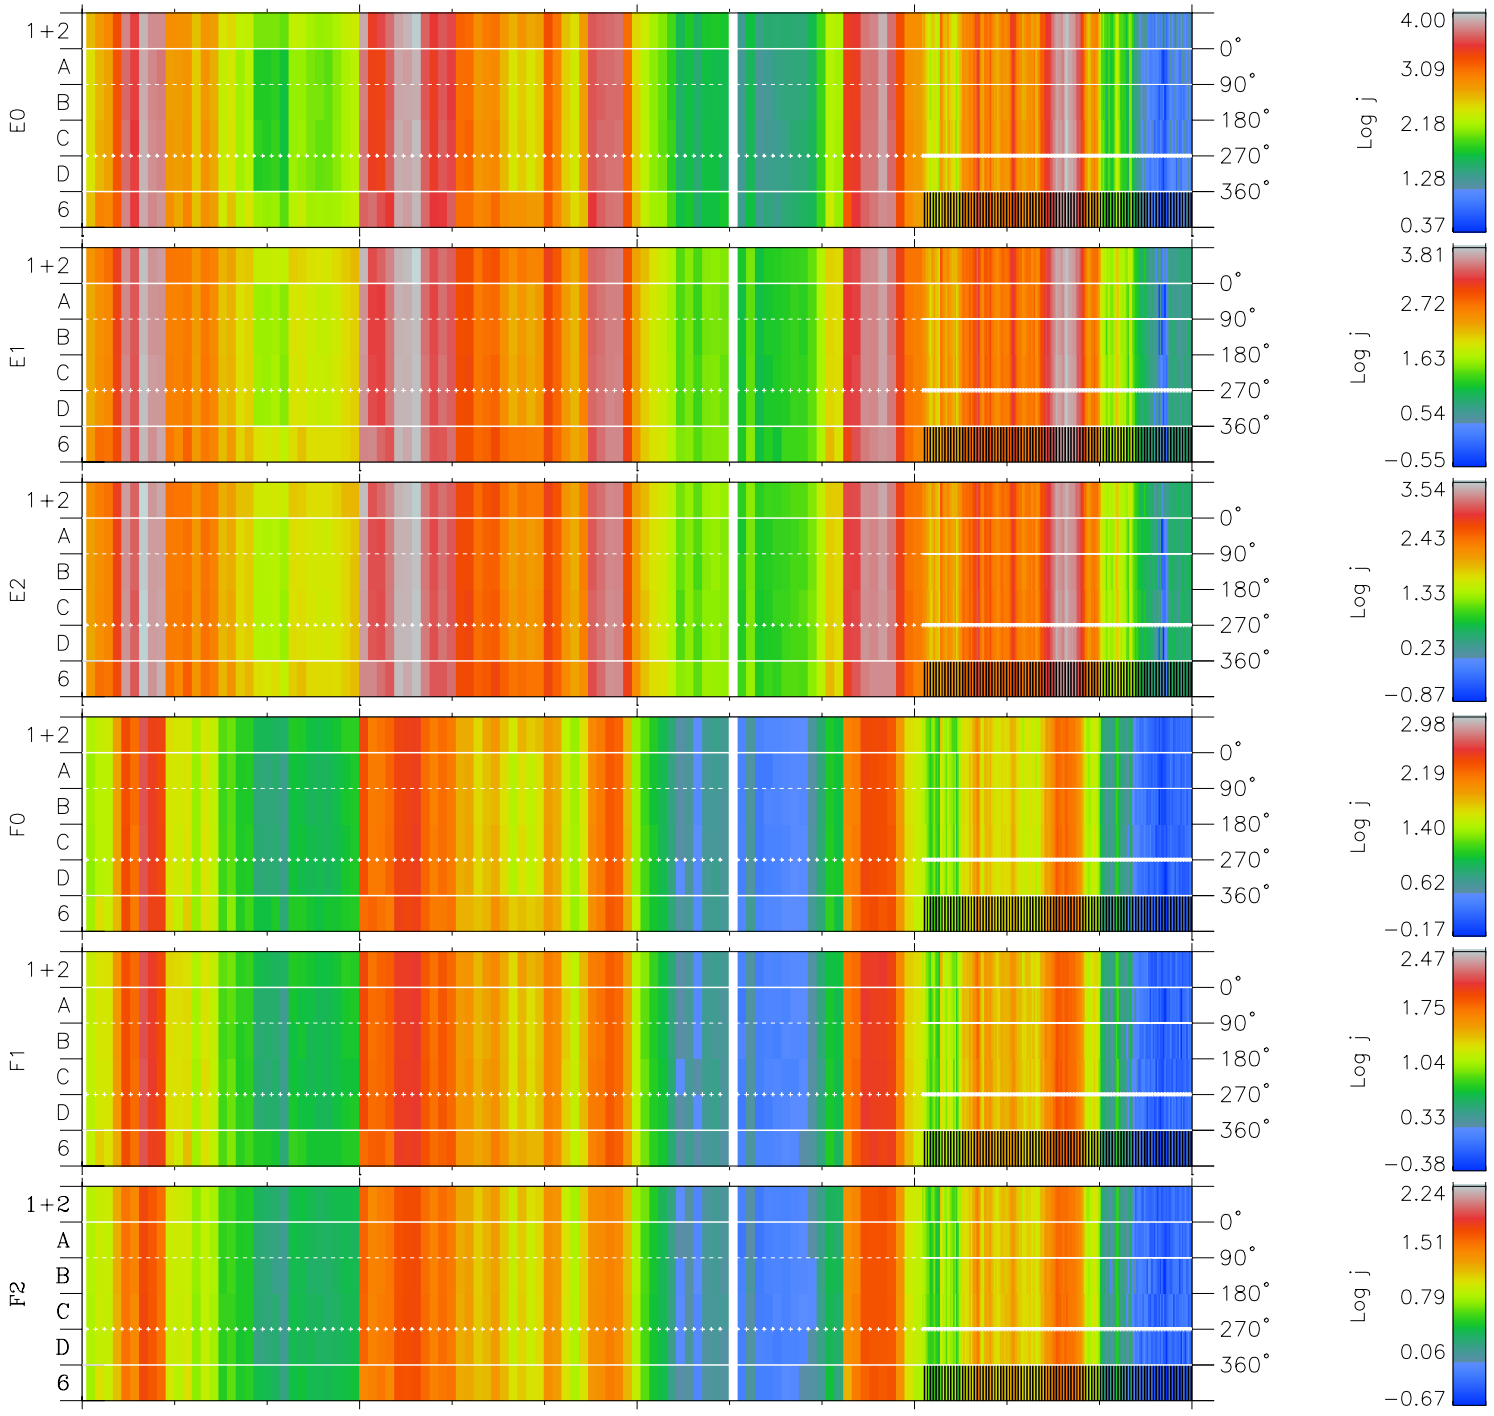 E0
1+2
A
B
C
D
6
0°
90°
180°
270°
360°
Log j
4.00
3.09
2.18
1.28
0.37
E1
1+2
A
B
C
D
6
0°
90°
180°
270°
360°
Log j
3.81
2.72
1.63
0.54
−0.55
E2
1+2
A
B
C
D
6
0°
90°
180°
270°
360°
Log j
3.54
2.43
1.33
0.23
−0.87
F0
1+2
A
B
C
D
6
0°
90°
180°
270°
360°
Log j
2.98
2.19
1.40
0.62
−0.17
F1
1+2
A
B
C
D
6
0°
90°
180°
270°
360°
Log j
2.47
1.75
1.04
0.33
−0.38
F2
1+2
A
B
C
D
6
0°
90°
180°
270°
360°
Log j
2.24
1.51
0.79
0.06
−0.67